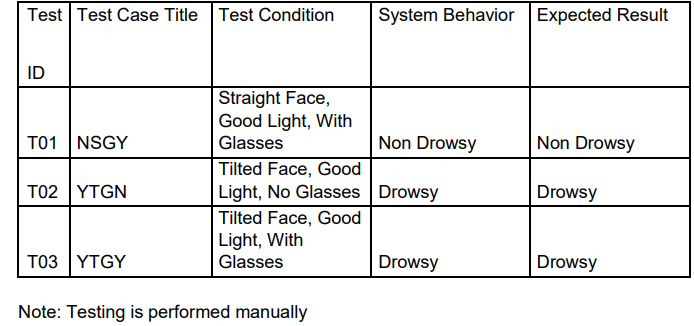 Test ID Test Case Title Test Condition System Behavior Expected Result
T01 NSGY Straight Face, Good Light, With Glasses Non Drowsy Non Drowsy
T02 YTGN Tilted Face, Good Light, No Glasses Drowsy Drowsy
T03 YTGY Tilted Face, Good Light, With Glasses Drowsy Drowsy
Note: Testing is performed manually